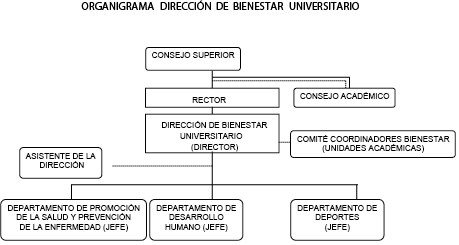 ORGANIGRAMA DIRECCIÓN DE BIENESTAR UNIVERSITARIO
CONSEJO SUPERIOR
RECTOR
CONSEJO ACADÉMICO
DIRECCIÓN DE BIENESTAR
UNIVERSITARIO
(DIRECTOR)
COMITÉ COORDINADORES BIENESTAR
(UNIDADES ACADÉMICAS)
ASISTENTE DE LA
DIRECCIÓN
DEPARTAMENTO DE PROMOCIÓN
DE LA SALUD Y PREVENCIÓN
DE LA ENFERMEDAD (JEFE)
DEPARTAMENTO DE
DESARROLLO
HUMANO (JEFE)
DEPARTAMENTO DE
DEPORTES (JEFE)